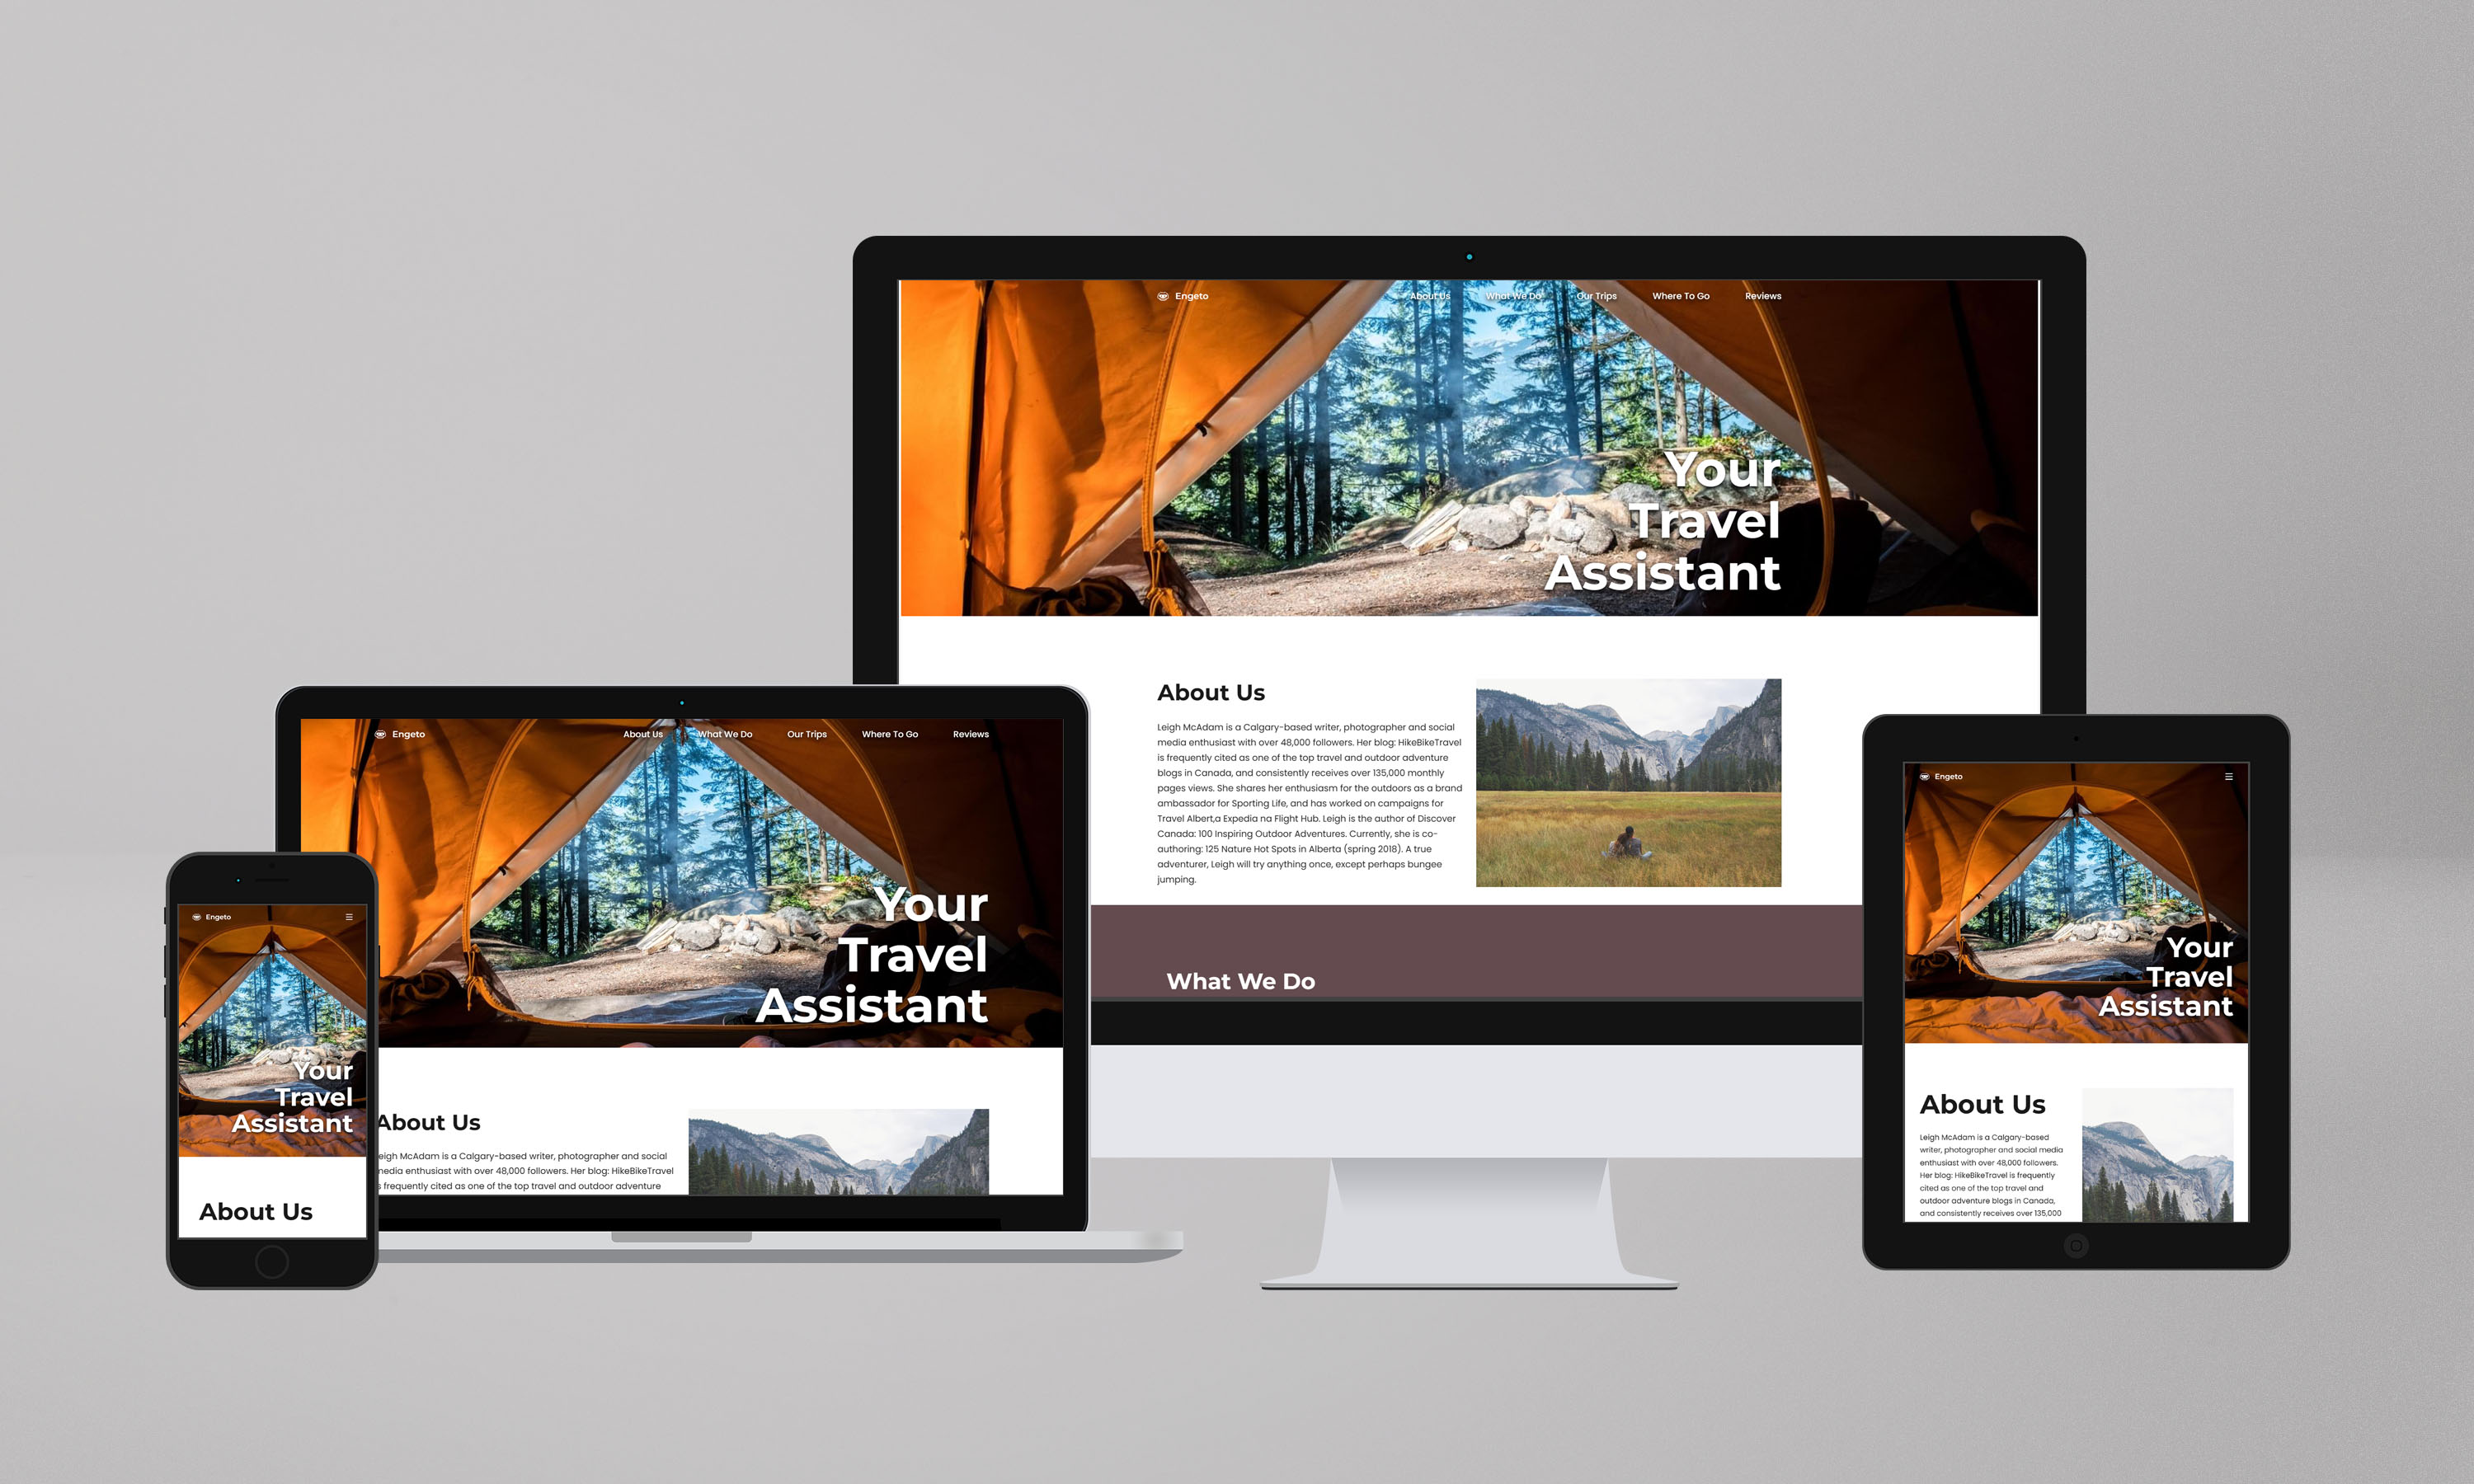 Engeto
About Us What We Do Our Trips Where To Go Reviews
Your
Travel
Assistant
About Us
Leigh McAdam is a Calgary-based writer, photographer and social
media enthusiast with over 48,000 followers. Her blog: HikeBikeTravel
is frequently cited as one of the top travel and outdoor adventure
blogs in Canada, and consistently receives over 135,000 monthly
pages views. She shares her enthusiasm for the outdoors as a brand
ambassador for Sporting Life, and has worked on campaigns for
Travel Albert,a Expedia na Flight Hub. Leigh is the author of Discover
Canada: 100 Inspiring Outdoor Adventures. Currently, she is co-
authoring: 125 Nature Hot Spots in Alberta (spring 2018). A true
adventurer, Leigh will try anything once, except perhaps bungee
jumping.
What We Do
Engeto
About Us What We Do Our Trips Where To Go Reviews
Your
Travel
Assistant
About Us
eigh McAdam is a Calgary-based writer, photographer and social
media enthusiast with over 48,000 followers. Her blog: HikeBikeTravel
s frequently cited as one of the top travel and outdoor adventure
Engeto
Your
Travel
Assistant
About Us
Engeto
Your
Travel
Assistant
About Us
Leigh McAdam is a Calgary-based
writer, photographer and social media
enthusiast with over 48,000 followers.
Her blog: HikeBikeTravel is frequently
cited as one of the top travel and
outdoor adventure blogs in Canada,
and consistently receives over 135,000